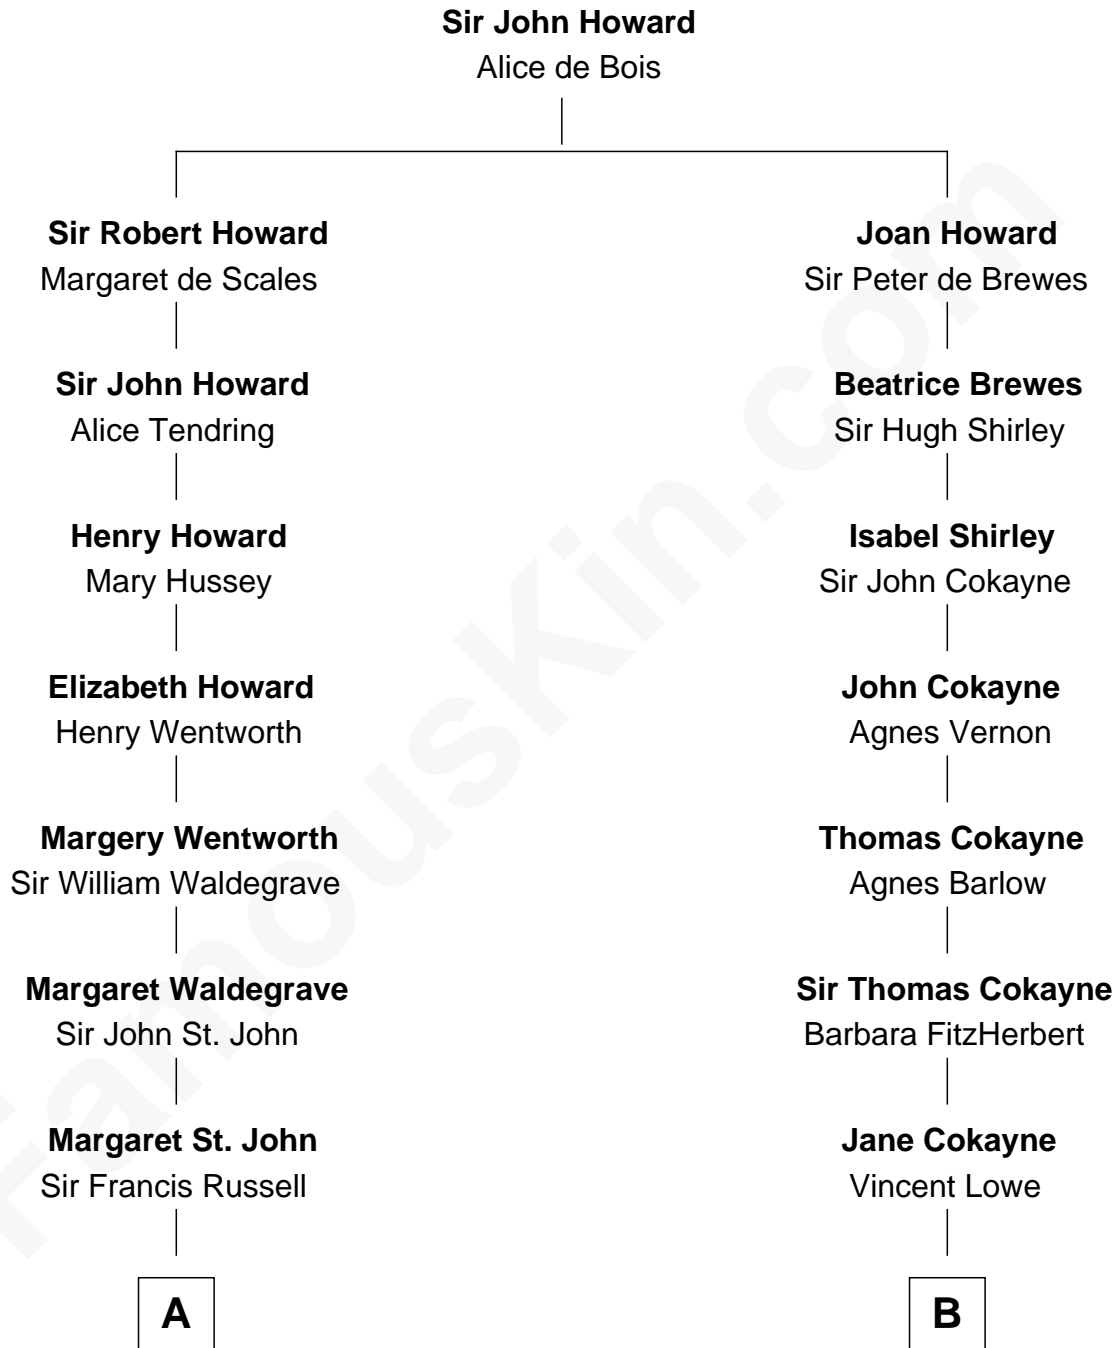 Sir John Howard
Alice de Bois
Sir Robert Howard
Margaret de Scales
Joan Howard
Sir Peter de Brewes
Sir John Howard
Alice Tendring
Beatrice Brewes
Sir Hugh Shirley
Henry Howard
Mary Hussey
Isabel Shirley
Sir John Cokayne
Elizabeth Howard
Henry Wentworth
John Cokayne
Agnes Vernon
Margery Wentworth
Sir William Waldegrave
Thomas Cokayne
Agnes Barlow
Margaret Waldegrave
Sir John St. John
Sir Thomas Cokayne
Barbara FitzHerbert
Margaret St. John
Sir Francis Russell
Jane Cokayne
Vincent Lowe
A
B
FamousKin.com